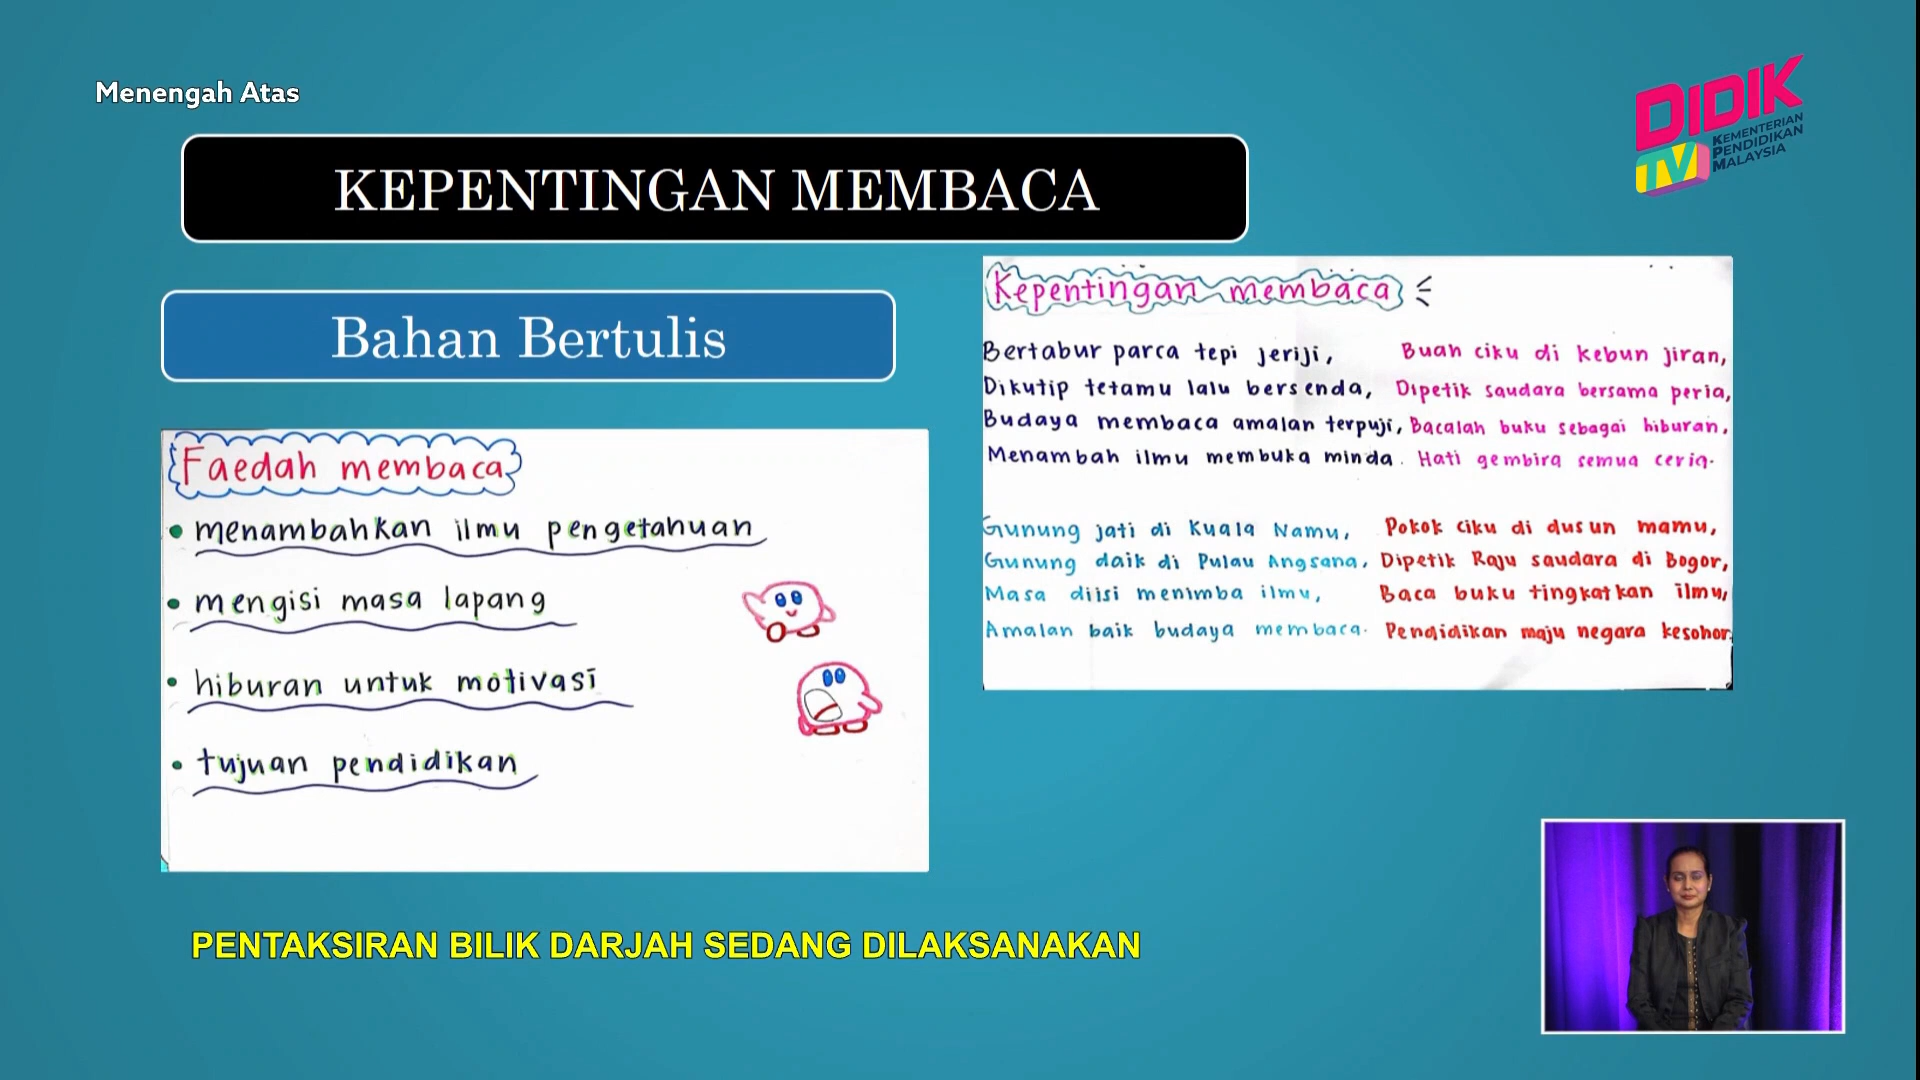 Menengah Atas
DIDIK
TV
KEMENTERIAN
PENDIDIKAN
MALAYSIA
KEPENTINGAN MEMBACA
Bahan Bertulis
Faedah membaca
• menambahkan ilmu pengetahuan
• mengisi masa lapang
• hiburan untuk motivasi
• tujuan pendidikan
Kepentingan membaca
Bertabur parca tepi jeriji,
Dikutip tetamu lalu bersenda,
Budaya membaca amalan terpuji,
Menambah ilmu membuka minda.
Buah ciku di kebun jiran,
Dipetik saudara bersama peria,
Bacalah buku sebagai hiburan,
Hati gembira semua ceria.
Gunung jati di Kuala Namu,
Gunung daik di Pulau Angsana,
Masa diisi menimba ilmu,
Amalan baik budaya membaca.
Pokok ciku di dusun mamu,
Dipetik Raju saudara di Bogor,
Baca buku tingkatkan ilmu,
Pendidikan maju negara kesohor.
PENTAKSIRAN BILIK DARJAH SEDANG DILAKSANAKAN